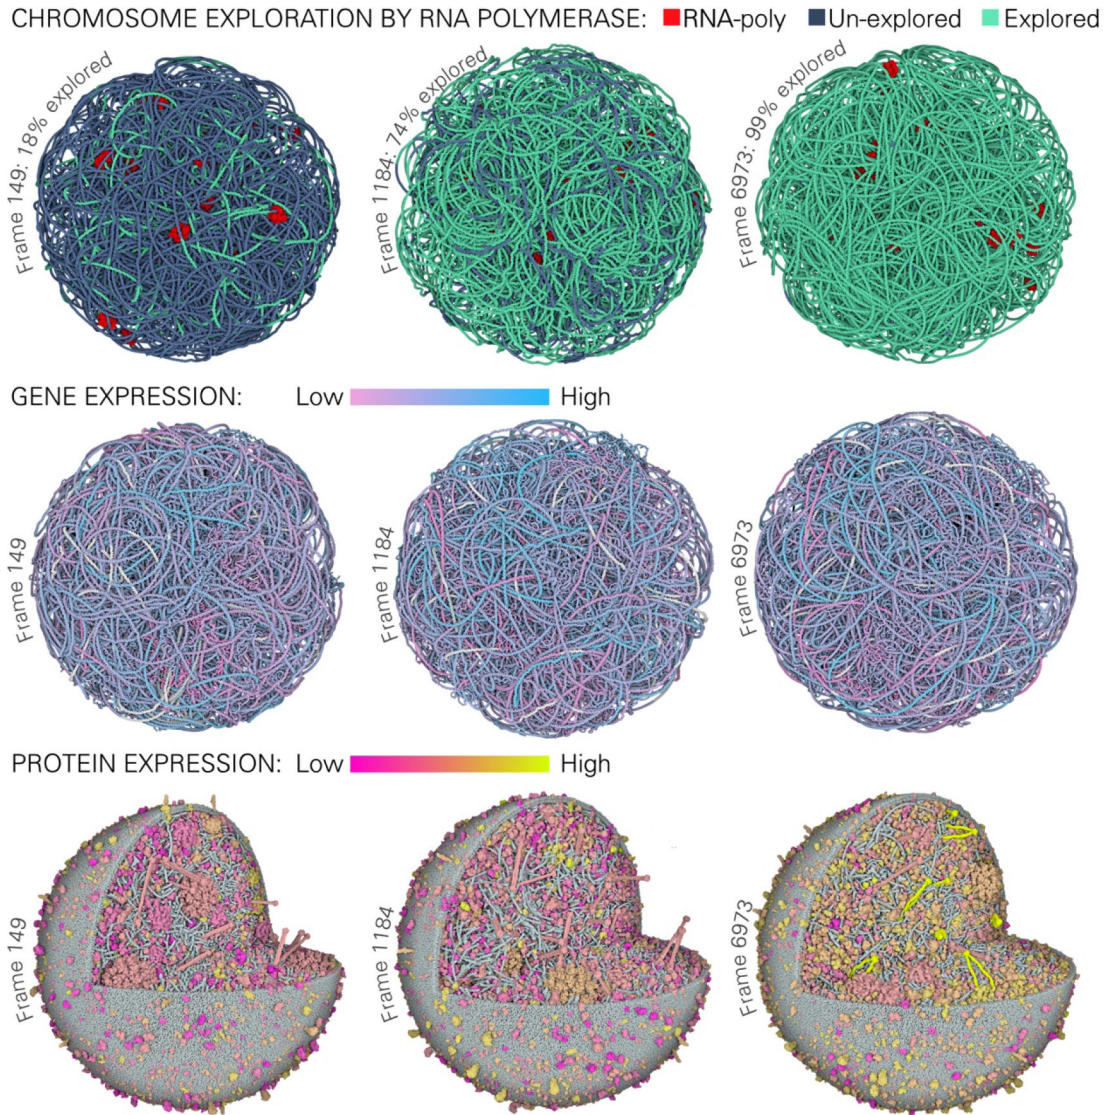 CHROMOSOME EXPLORATION BY RNA POLYMERASE: RNA-poly Un-explored Explored
Frame 149: 18% explored
Frame 1184: 74% explored
Frame 6973: 99% explored
GENE EXPRESSION: Low High
Frame 149
Frame 1184
Frame 6973
PROTEIN EXPRESSION: Low High
Frame 149
Frame 1184
Frame 6973